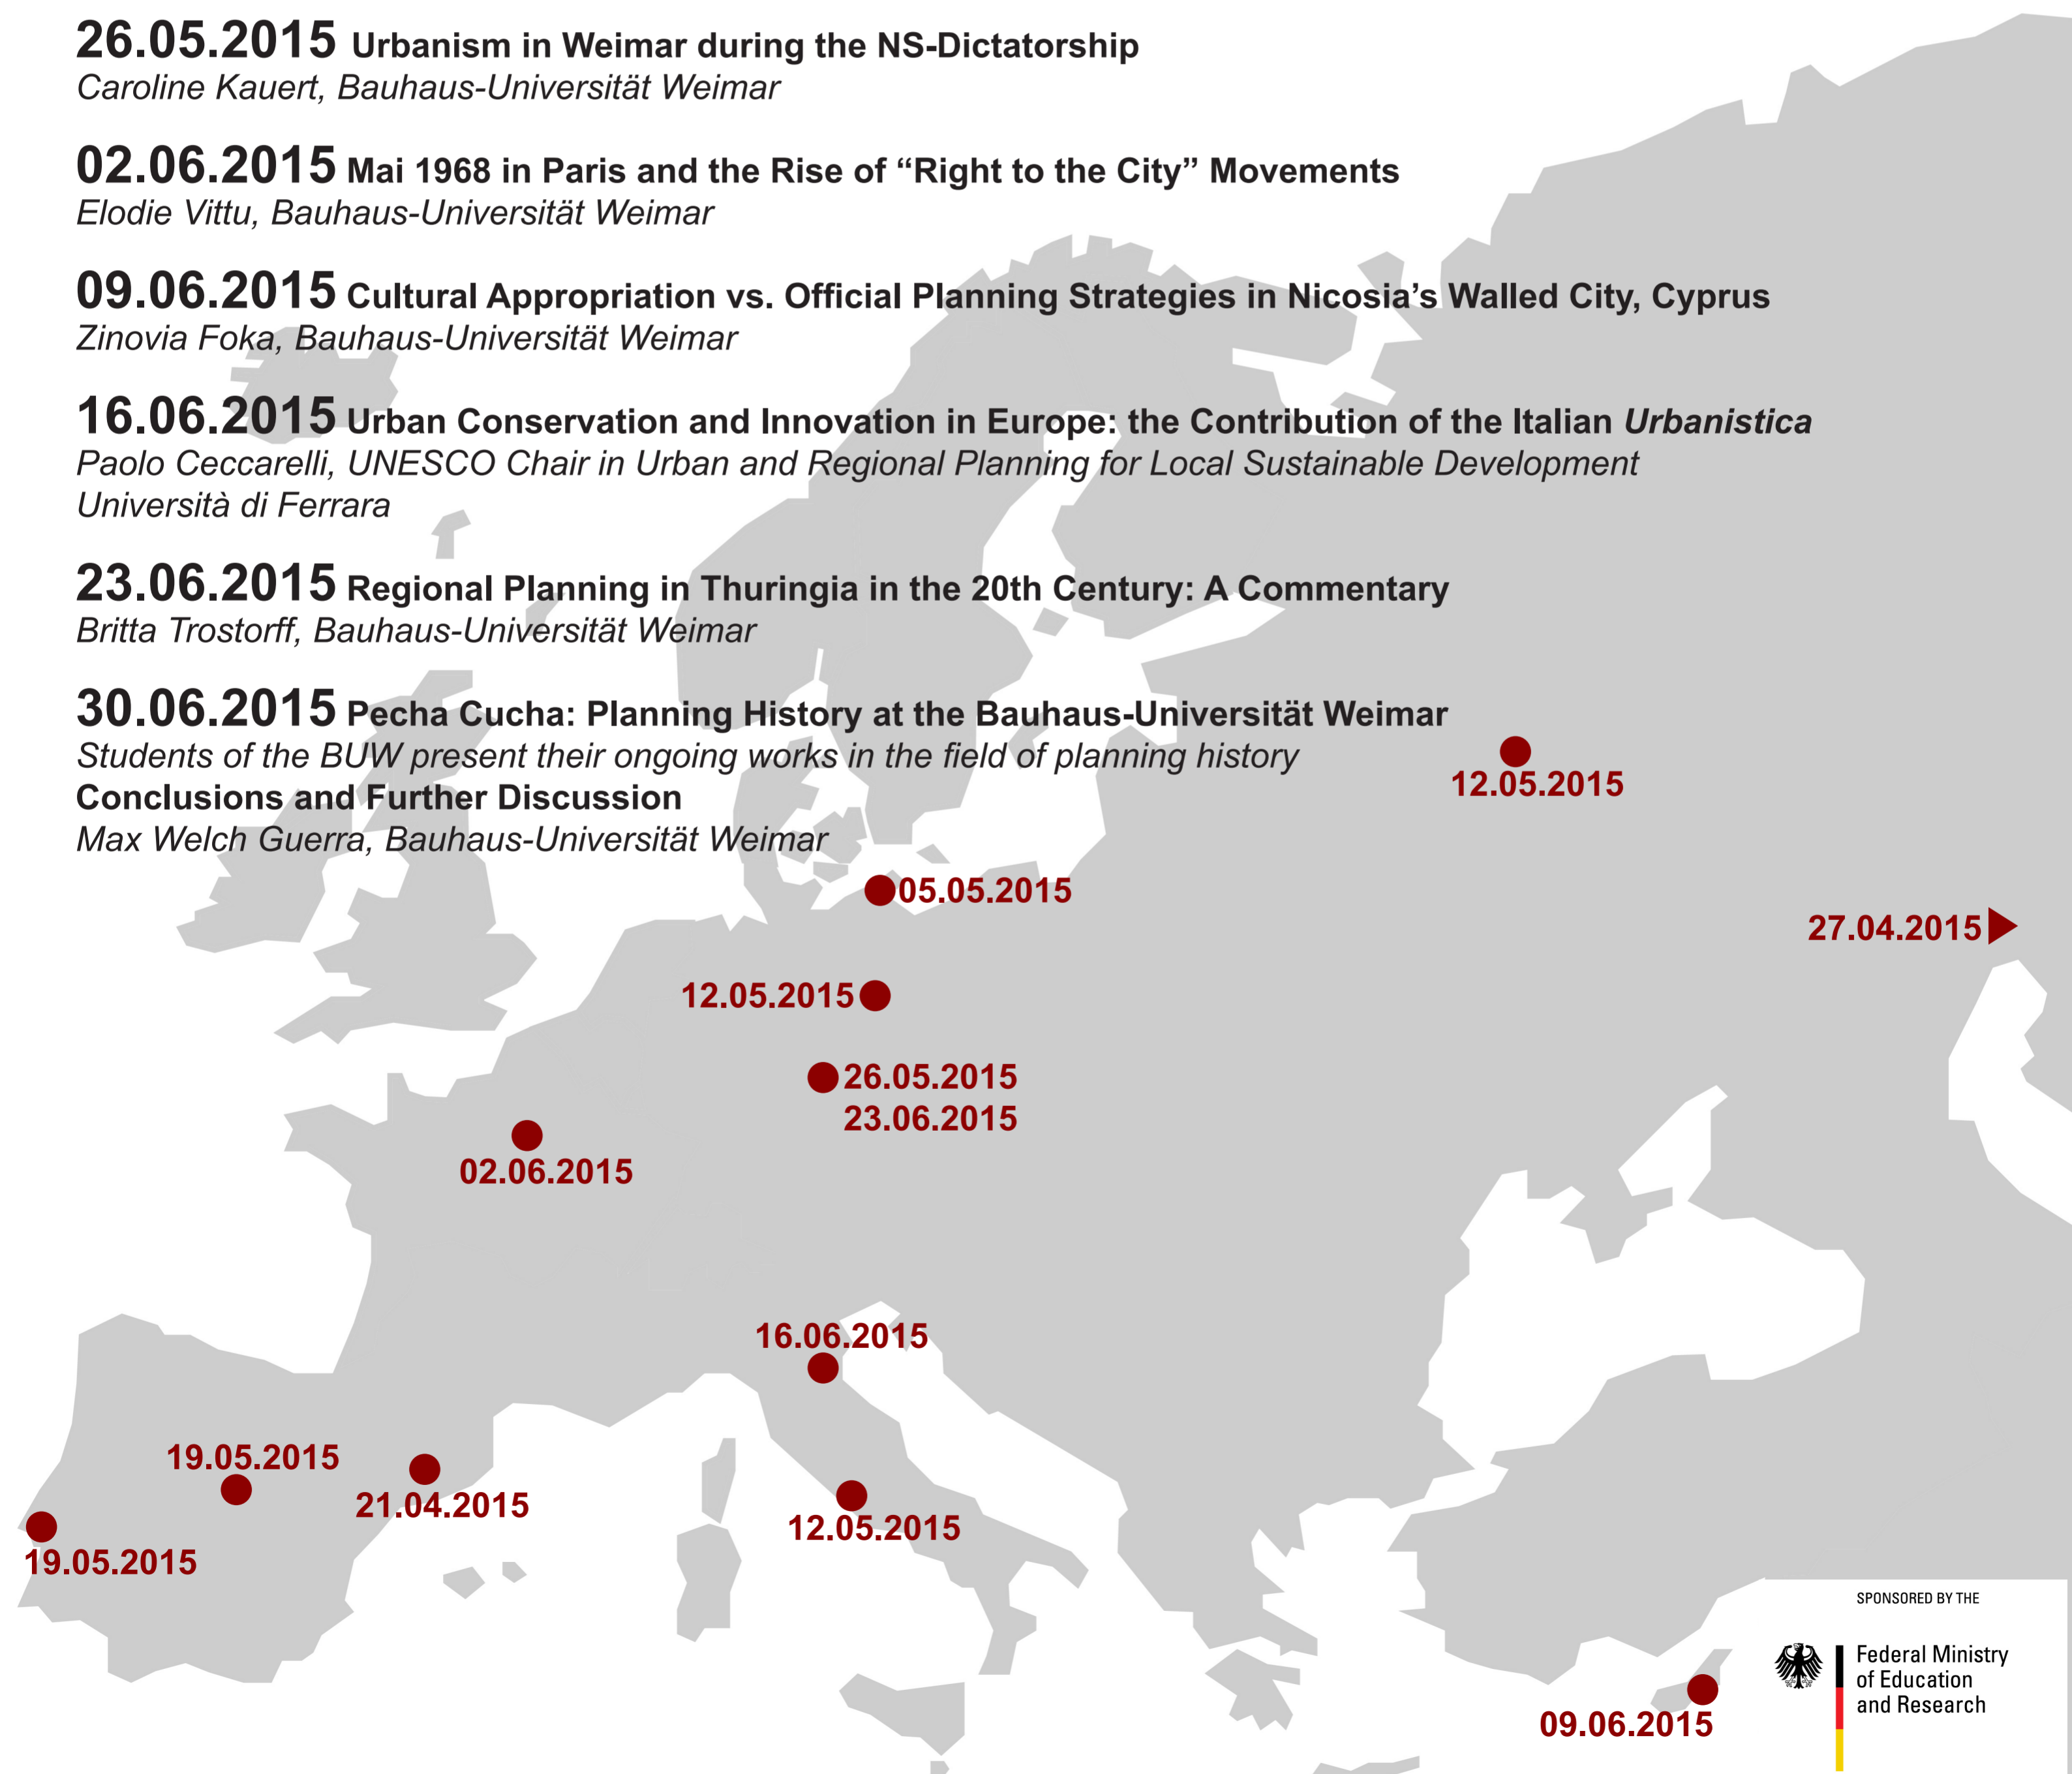 26.05.2015 Urbanism in Weimar during the NS-Dictatorship
Caroline Kauert, Bauhaus-Universität Weimar
02.06.2015 Mai 1968 in Paris and the Rise of “Right to the City” Movements
Elodie Vittu, Bauhaus-Universität Weimar
09.06.2015 Cultural Appropriation vs. Official Planning Strategies in Nicosia’s Walled City, Cyprus
Zinovia Foka, Bauhaus-Universität Weimar
16.06.2015 Urban Conservation and Innovation in Europe: the Contribution of the Italian Urbanistica
Paolo Ceccarelli, UNESCO Chair in Urban and Regional Planning for Local Sustainable Development
Università di Ferrara
23.06.2015 Regional Planning in Thuringia in the 20th Century: A Commentary
Britta Trostorff, Bauhaus-Universität Weimar
30.06.2015 Pecha Cucha: Planning History at the Bauhaus-Universität Weimar
Students of the BUW present their ongoing works in the field of planning history
Conclusions and Further Discussion
Max Welch Guerra, Bauhaus-Universität Weimar
12.05.2015
05.05.2015
27.04.2015
12.05.2015
26.05.2015
23.06.2015
02.06.2015
16.06.2015
19.05.2015
21.04.2015
12.05.2015
19.05.2015
09.06.2015
SPONSORED BY THE
Federal Ministry
of Education
and Research